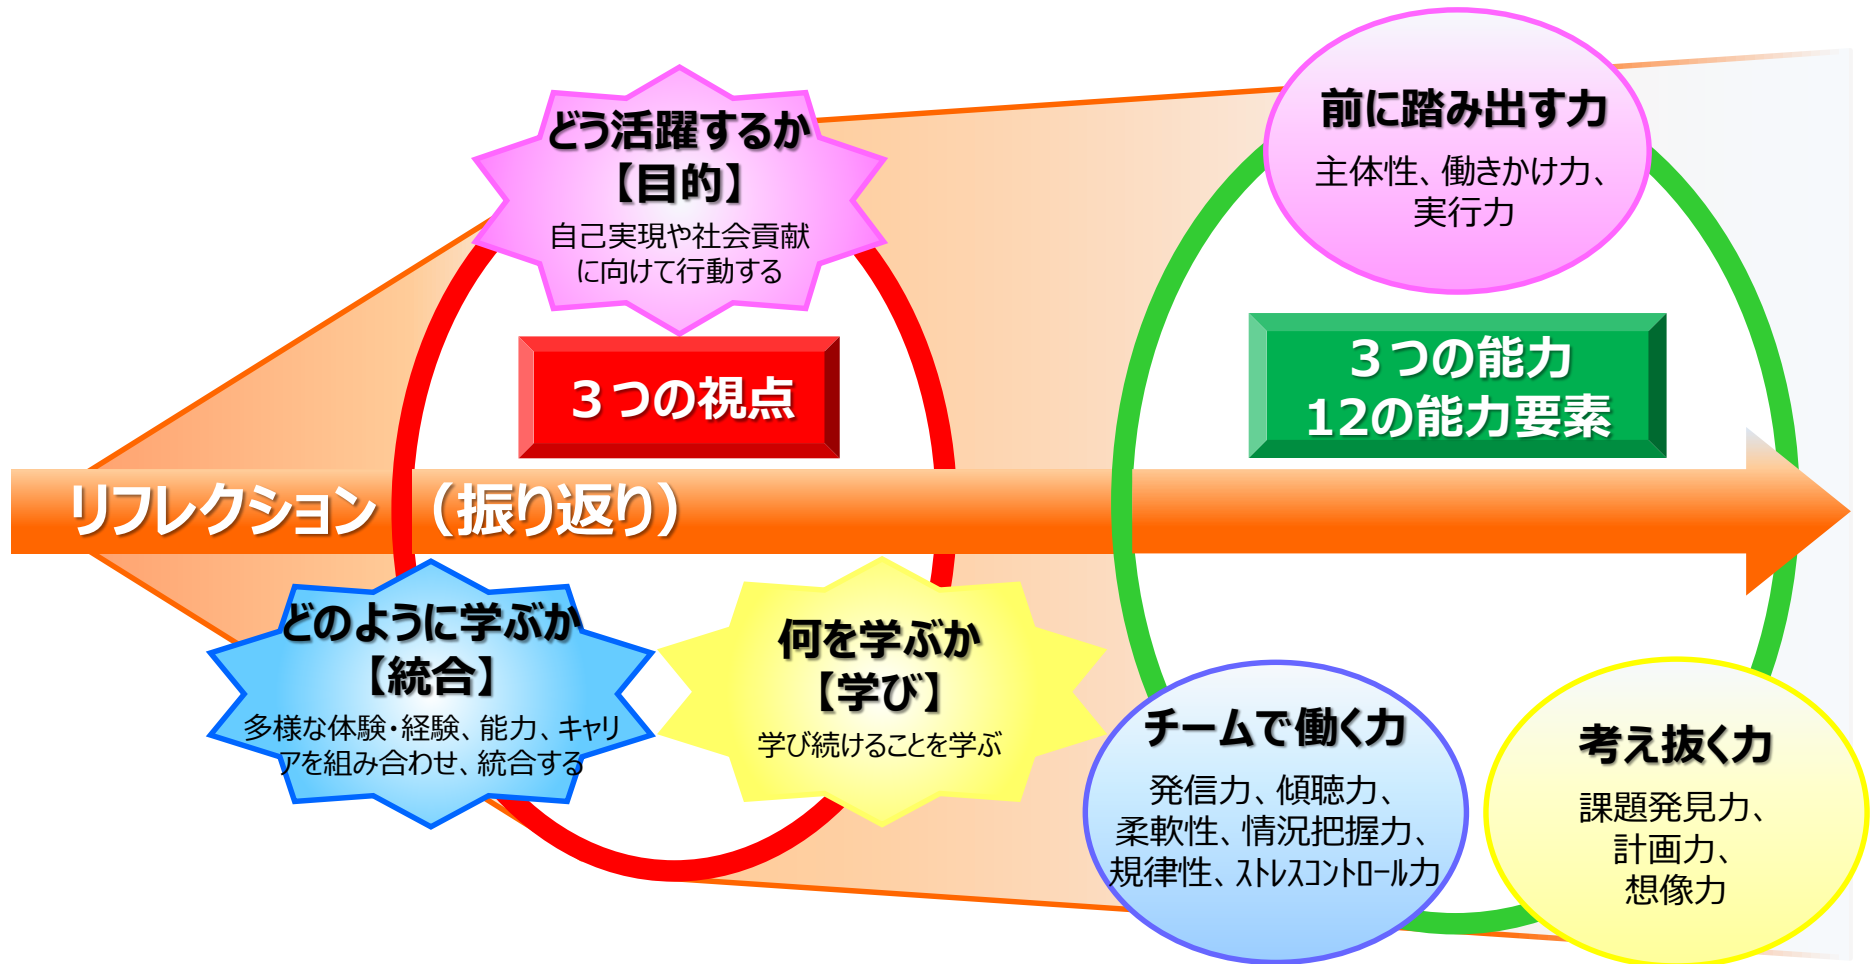 どう活躍するか
【目的】
自己実現や社会貢献
に向けて行動する
３つの視点
リフレクション　（振り返り）
どのように学ぶか
【統合】
多様な体験・経験、能力、キャリ
アを組み合わせ、統合する
何を学ぶか
【学び】
学び続けることを学ぶ
前に踏み出す力
主体性、働きかけ力、
実行力
３つの能力
12の能力要素
チームで働く力
発信力、傾聴力、
柔軟性、情況把握力、
規律性、ｽﾄﾚｽｺﾝﾄﾛｰﾙ力
考え抜く力
課題発見力、
計画力、
想像力